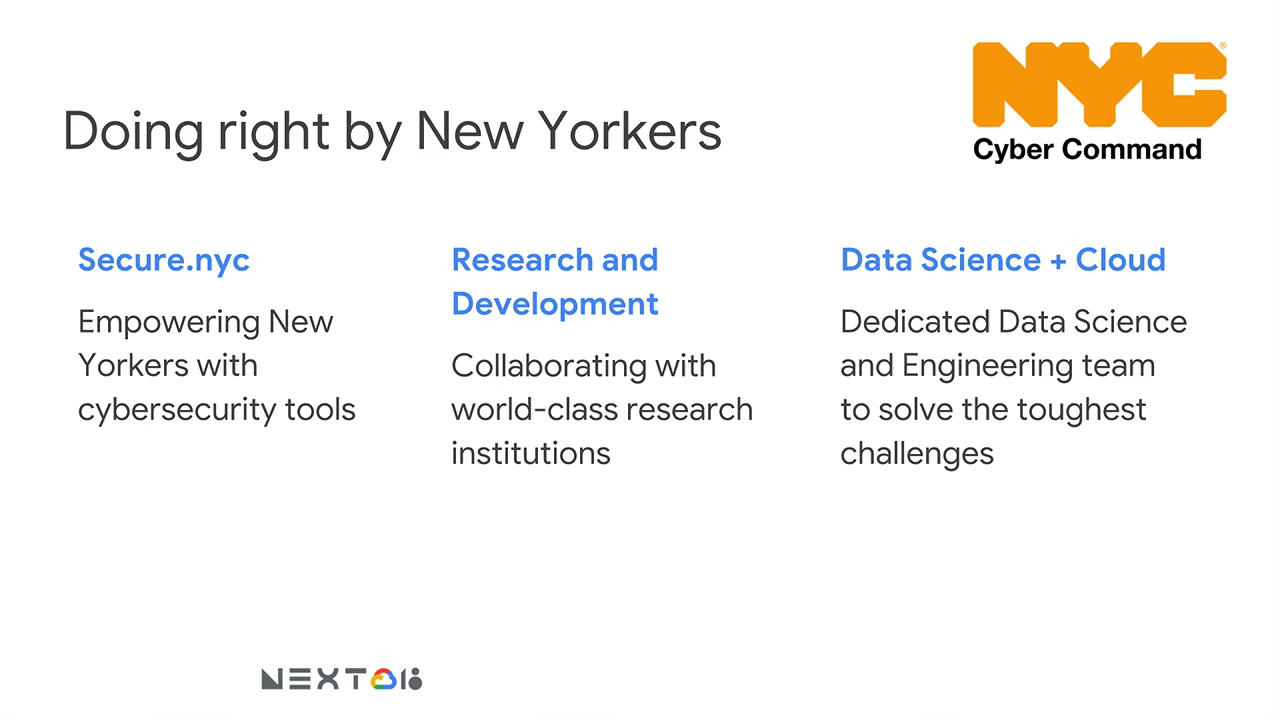 NYC®
Cyber Command
Doing right by New Yorkers
Secure.nyc
Empowering New
Yorkers with
cybersecurity tools
Research and
Development
Collaborating with
world-class research
institutions
Data Science + Cloud
Dedicated Data Science
and Engineering team
to solve the toughest
challenges
NEXT 18